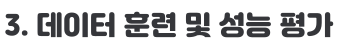 3. 데이터 훈련 및 성능 평가